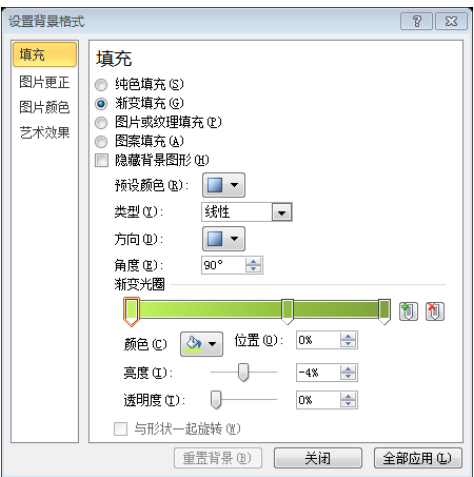 设置背景格式
填充
图片更正
图片颜色
艺术效果
填充
纯色填充(S)
渐变填充(G)
图片或纹理填充(P)
图案填充(A)
隐藏背景图形(H)
预设颜色(R):
类型(Y): 线性
方向(D):
角度(E): 90°
渐变光圈
颜色(C) 位置(O): 0%
亮度(I): -4%
透明度(T): 0%
与形状一起旋转(W)
重置背景(B) 关闭 全部应用(L)